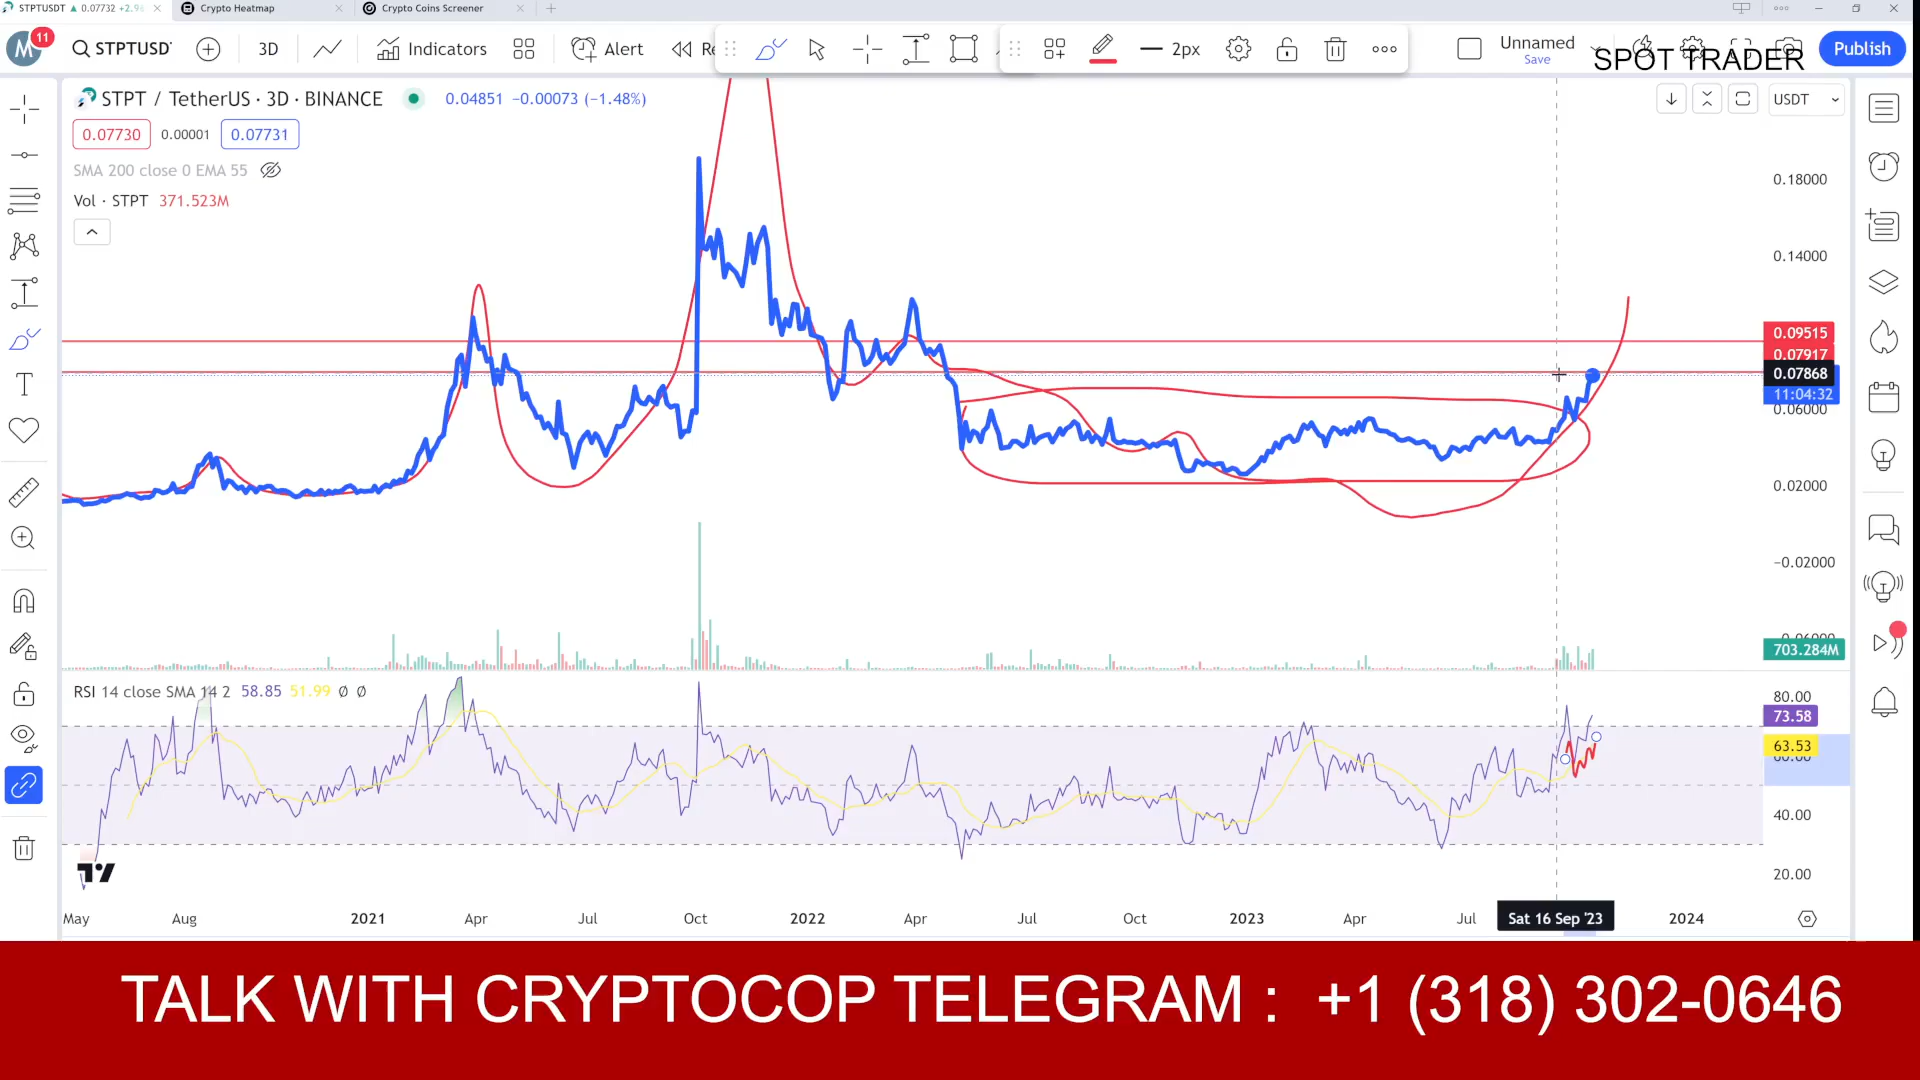 STPTUSDT ▲ 0.07732 +2.96
Crypto Heatmap
Crypto Coins Screener
M
11
STPTUSD
3D
Indicators
Alert
2px
Unnamed
Save
SPOT TRADER
Publish
STPT / TetherUS · 3D · BINANCE
0.04851 −0.00073 (−1.48%)
USDT
0.07730
0.00001
0.07731
SMA 200 close 0 EMA 55
Vol · STPT 371.523M
0.18000
0.14000
0.09515
0.07917
0.07868
11:04:32
0.06000
0.02000
−0.02000
703.284M
RSI 14 close SMA 14 2 58.85 51.99 Ø Ø
80.00
73.58
63.53
60.00
40.00
20.00
May
Aug
2021
Apr
Jul
Oct
2022
Apr
Jul
Oct
2023
Apr
Jul
Sat 16 Sep '23
2024
TALK WITH CRYPTOCOP TELEGRAM : +1 (318) 302-0646